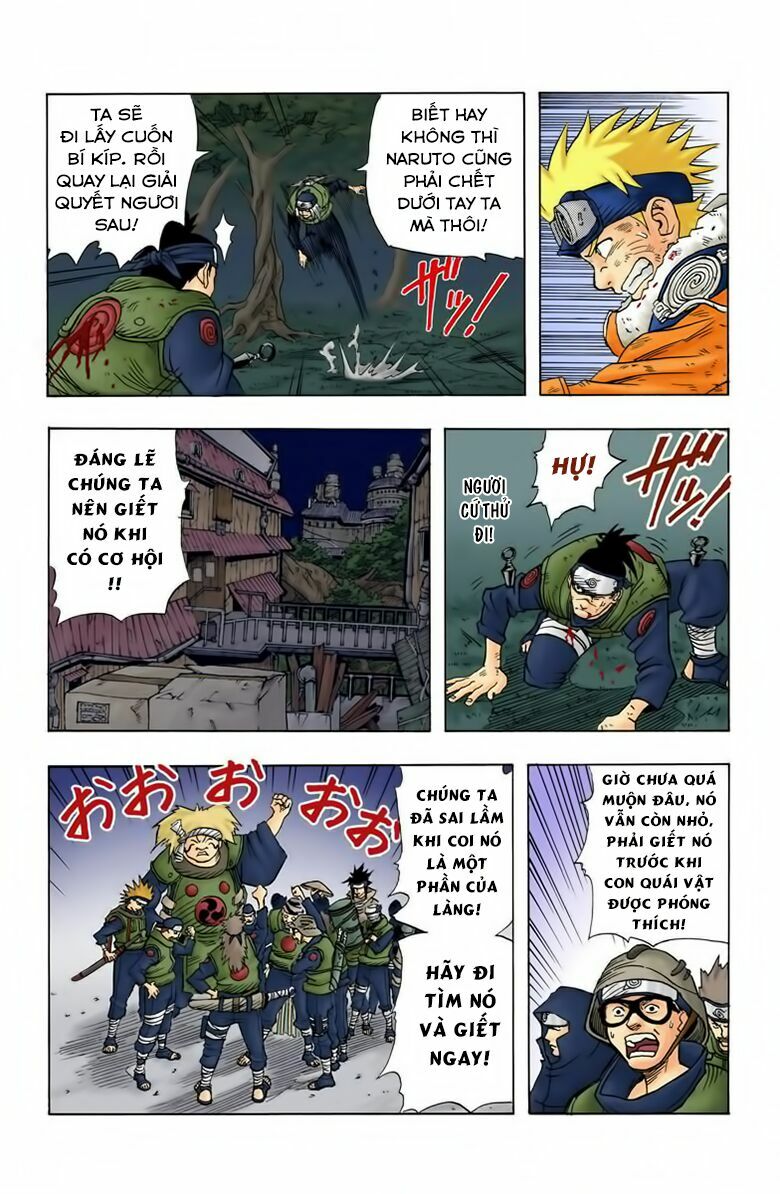 BIẾT HAY
KHÔNG THÌ
NARUTO CŨNG
PHẢI CHẾT
DƯỚI TAY TA
MÀ THÔI!
TA SẼ
ĐI LẤY CUỐN
BÍ KÍP. RỒI
QUAY LẠI GIẢI
QUYẾT NGƯƠI
SAU!
ザッ!
ĐÁNG LẼ
CHÚNG TA
NÊN GIẾT
NÓ KHI
CÓ CƠ HỘI
!!
HỰ!
NGƯƠI
CỨ THỬ
ĐI!
ザッ!
おおおおお
CHÚNG TA
ĐÃ SAI LẦM
KHI COI NÓ
LÀ MỘT
PHẦN CỦA
LÀNG!
HÃY ĐI
TÌM NÓ
VÀ GIẾT
NGAY!
GIỜ CHƯA QUÁ
MUỘN ĐÂU, NÓ
VẪN CÒN NHỎ,
PHẢI GIẾT NÓ
TRƯỚC KHI
CON QUÁI VẬT
ĐƯỢC PHÓNG
THÍCH!